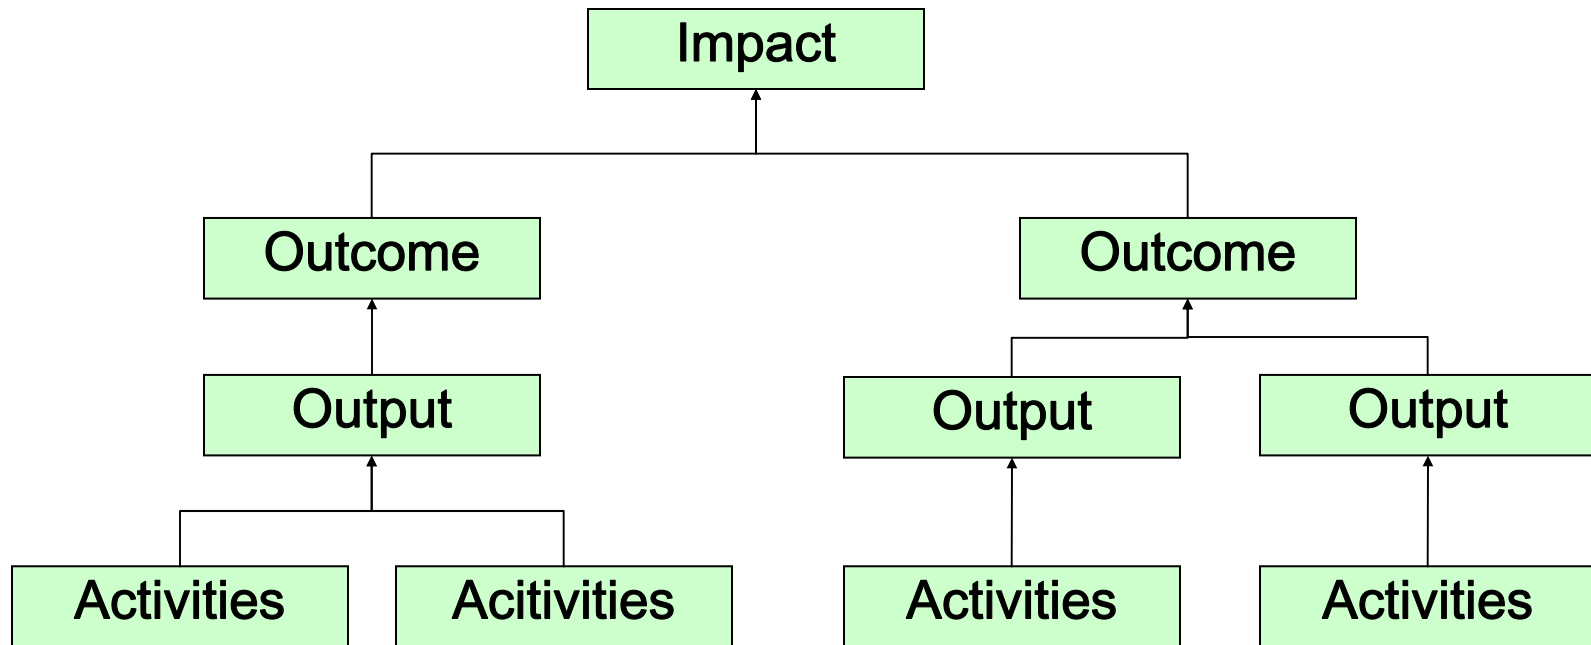 Impact
Outcome
Outcome
Output
Output
Output
Activities
Acitivities
Activities
Activities